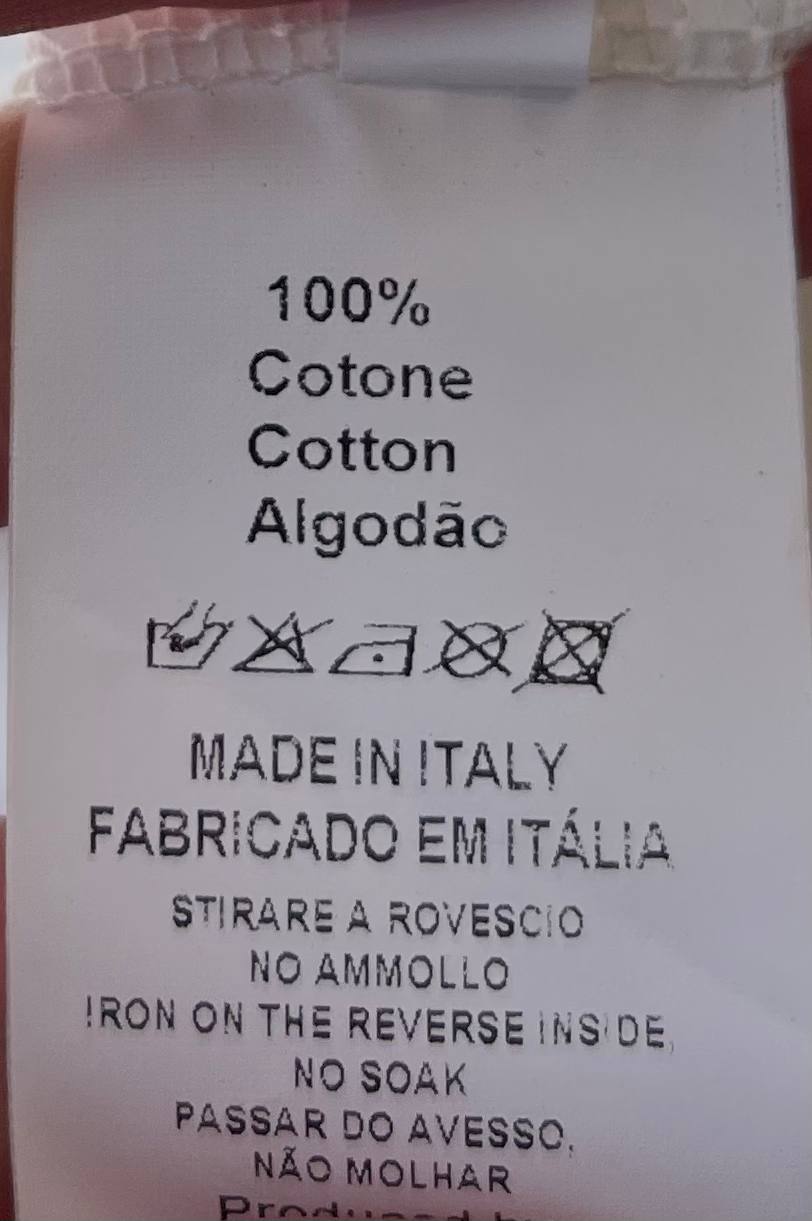 100%
Cotone
Cotton
Algodão
MADE IN ITALY
FABRICADO EM ITÁLIA
STIRARE A ROVESCIO
NO AMMOLLO
IRON ON THE REVERSE INSIDE,
NO SOAK
PASSAR DO AVESSO,
NÃO MOLHAR